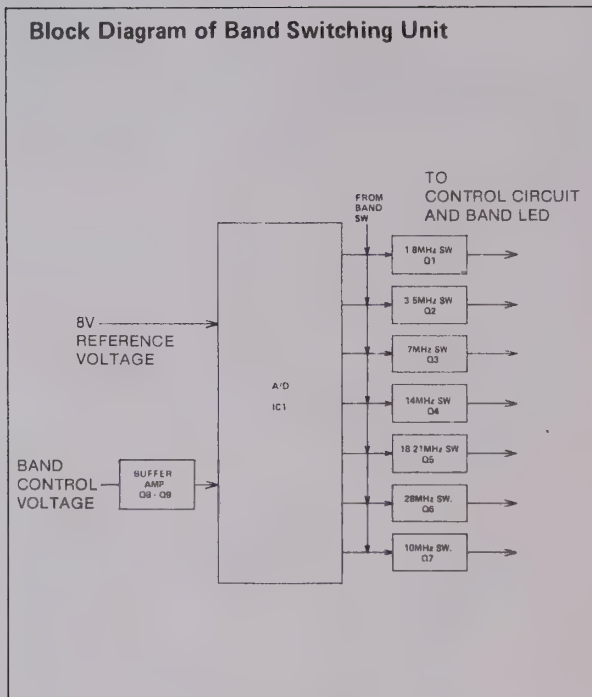 Block Diagram of Band Switching Unit
TO
CONTROL CIRCUIT
AND BAND LED
FROM
BAND
SW
1 8MHz SW
Q1
3 5MHz SW
Q2
8V
REFERENCE
VOLTAGE
7MHz SW
Q3
A/D
IC1
14MHz SW
Q4
18 21MHz SW
Q5
BAND
CONTROL
VOLTAGE
BUFFER
AMP
Q8 - Q9
28MHz SW.
Q6
10MHz SW.
Q7